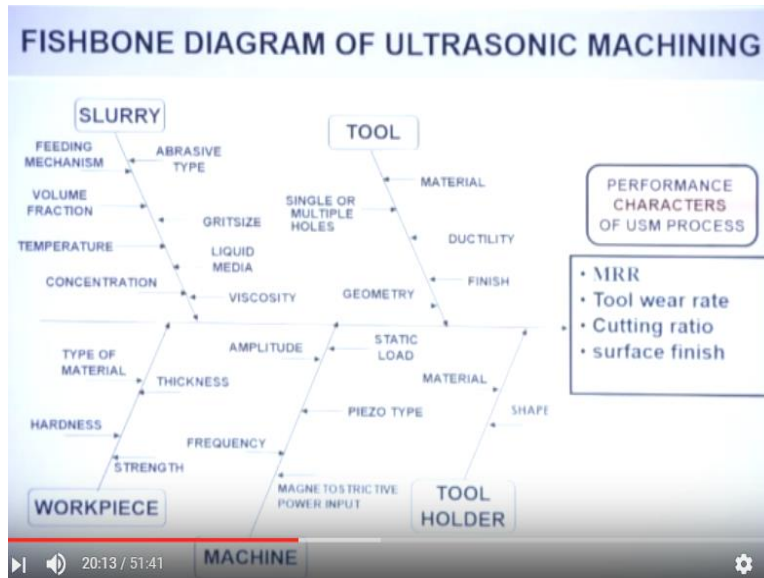 FISHBONE DIAGRAM OF ULTRASONIC MACHINING
SLURRY
FEEDING
MECHANISM
ABRASIVE
TYPE
VOLUME
FRACTION
GRITSIZE
TEMPERATURE
LIQUID
MEDIA
CONCENTRATION
VISCOSITY
TOOL
MATERIAL
SINGLE OR
MULTIPLE
HOLES
DUCTILITY
FINISH
GEOMETRY
PERFORMANCE
CHARACTERS
OF USM PROCESS
• MRR
• Tool wear rate
• Cutting ratio
• surface finish
TYPE OF
MATERIAL
THICKNESS
HARDNESS
STRENGTH
WORKPIECE
AMPLITUDE
STATIC
LOAD
PIEZO TYPE
FREQUENCY
MAGNETOSTRICTIVE
POWER INPUT
MACHINE
MATERIAL
SHAPE
TOOL
HOLDER
20:13 / 51:41